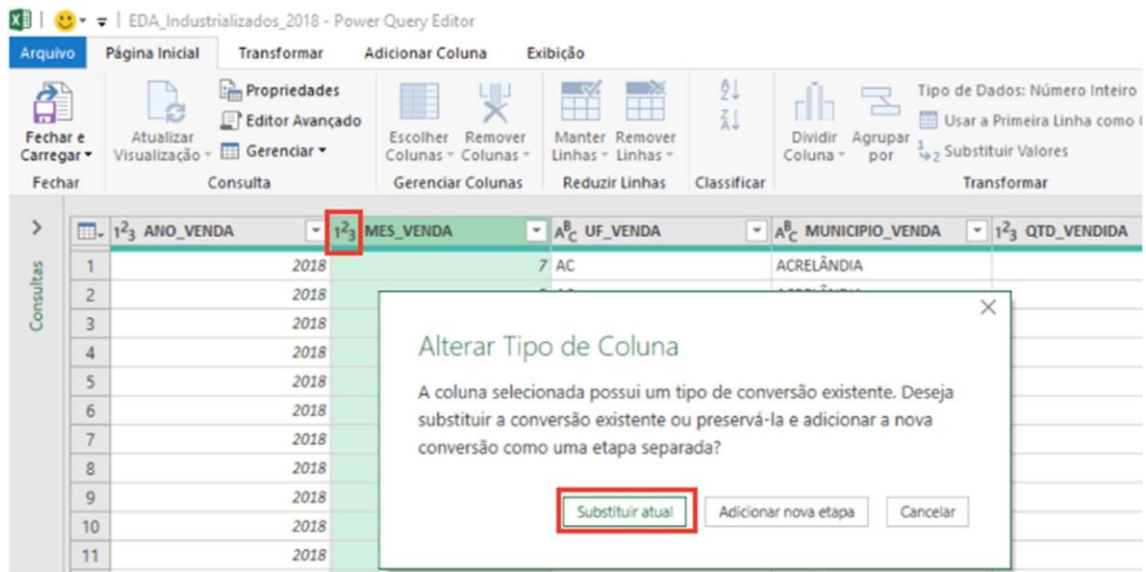 EDA_Industrializados_2018 - Power Query Editor
Arquivo Página Inicial Transformar Adicionar Coluna Exibição
Fechar e Carregar
Fechar
Atualizar Visualização
Propriedades
Editor Avançado
Gerenciar
Consulta
Escolher Colunas
Remover Colunas
Gerenciar Colunas
Manter Linhas
Remover Linhas
Reduzir Linhas
Classificar
Dividir Coluna
Agrupar por
Tipo de Dados: Número Inteiro
Usar a Primeira Linha como
Substituir Valores
Transformar
Consultas
ANO_VENDA MES_VENDA UF_VENDA MUNICIPIO_VENDA QTD_VENDIDA
1 2018 7 AC ACRELÂNDIA
2 2018
3 2018
4 2018
5 2018
6 2018
7 2018
8 2018
9 2018
10 2018
11 2018
Alterar Tipo de Coluna
A coluna selecionada possui um tipo de conversão existente. Deseja
substituir a conversão existente ou preservá-la e adicionar a nova
conversão como uma etapa separada?
Substituir atual Adicionar nova etapa Cancelar